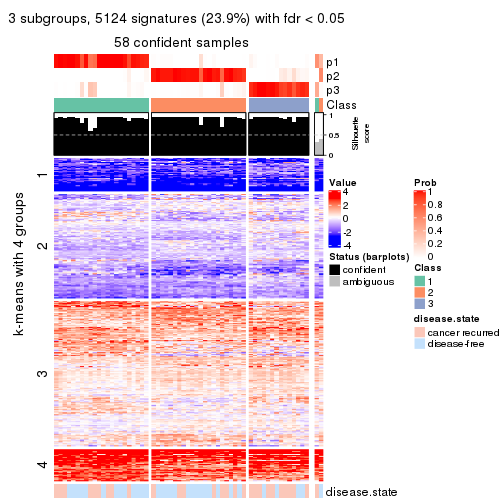 3 subgroups, 5124 signatures (23.9%) with fdr < 0.05
58 confident samples
p1
p2
p3
Class
1
0.5
0
Silhouette
score
k-means with 4 groups
1
2
3
4
disease.state
Value
4
2
0
-2
-4
Status (barplots)
confident
ambiguous
Prob
1
0.8
0.6
0.4
0.2
0
Class
1
2
3
disease.state
cancer recurred
disease-free